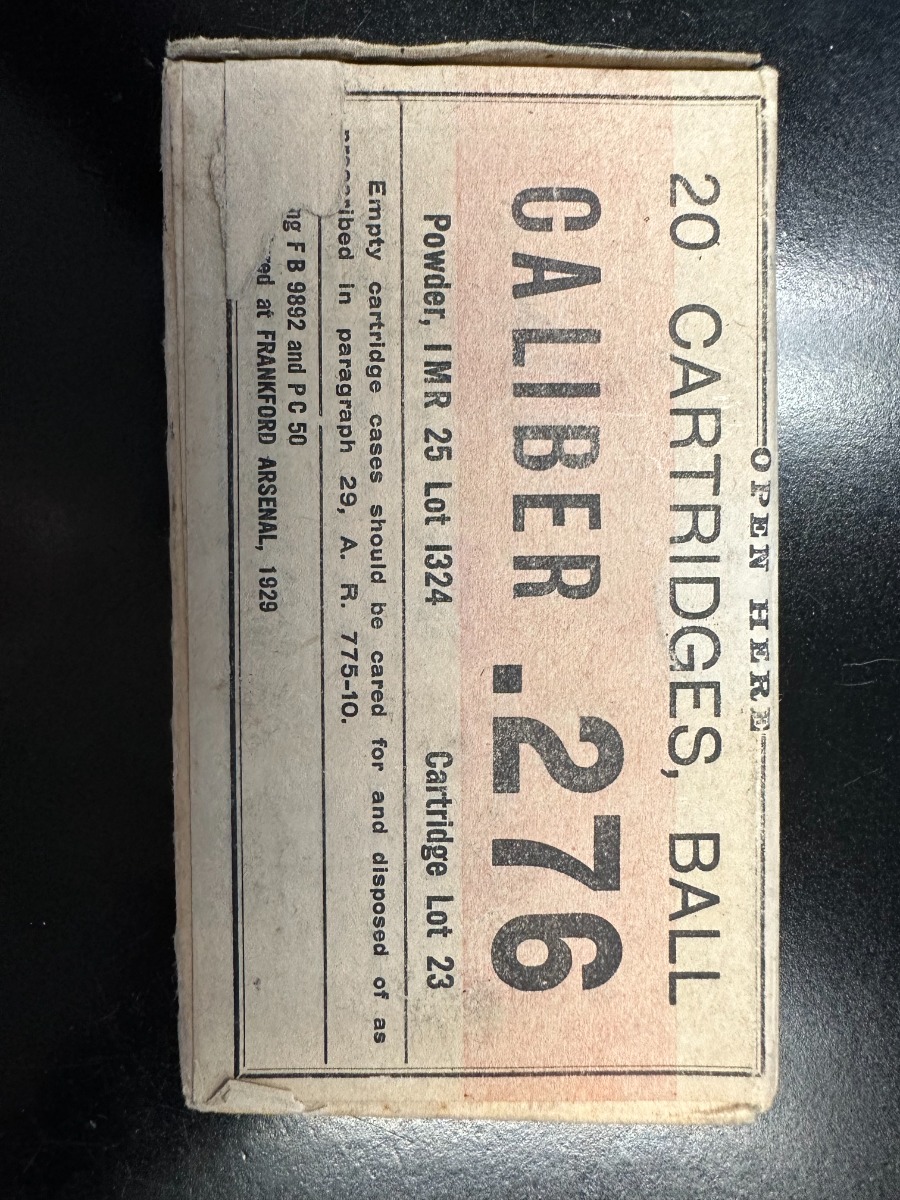 OPEN HERE
20 CARTRIDGES, BALL
CALIBER .276
Powder, IMR 25 Lot 1324 Cartridge Lot 23
Empty cartridge cases should be cared for and disposed of as
prescribed in paragraph 29, A. R. 775-10.
F B 9892 and P C 50
at FRANKFORD ARSENAL, 1929